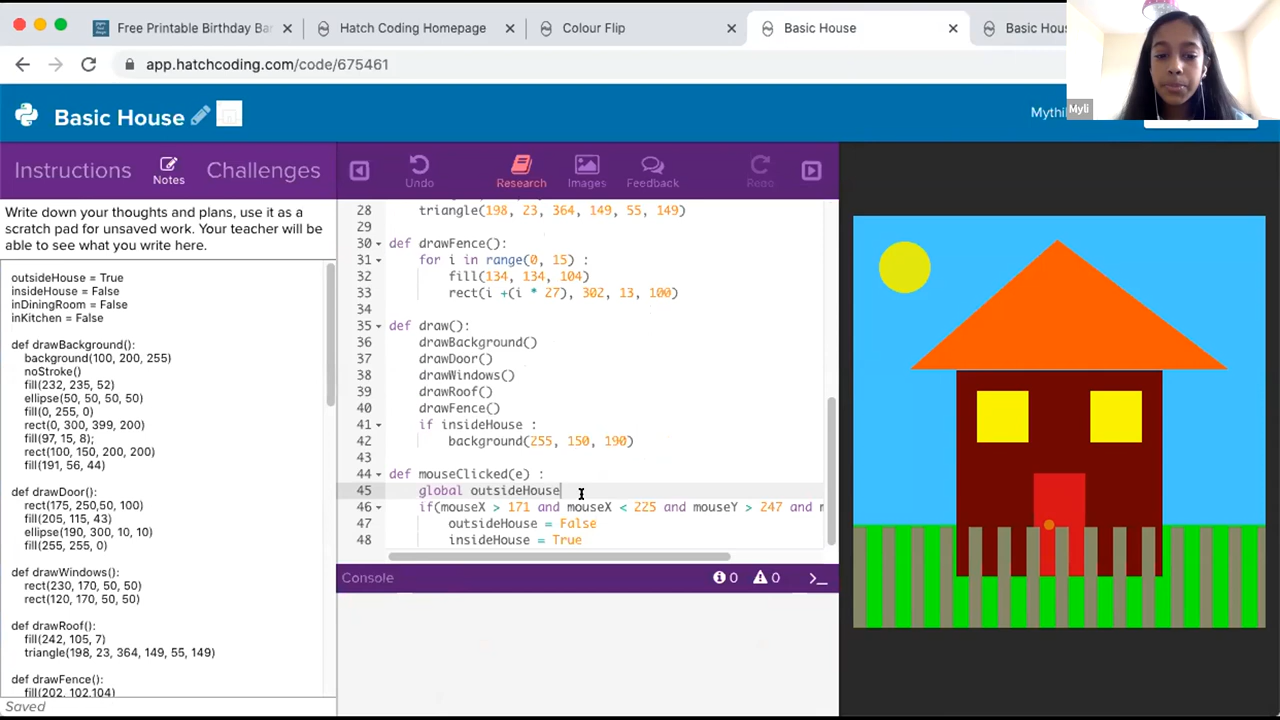 Free Printable Birthday Ba
Hatch Coding Homepage
Colour Flip
Basic House
Basic Hou
app.hatchcoding.com/code/675461
Myli
Basic House
Mythi
Instructions
Notes
Challenges
Undo
Research
Images
Feedback
Redo
Write down your thoughts and plans, use it as a
scratch pad for unsaved work. Your teacher will be
able to see what you write here.
outsideHouse = True
insideHouse = False
inDiningRoom = False
inKitchen = False
def drawBackground():
background(100, 200, 255)
noStroke()
fill(232, 235, 52)
ellipse(50, 50, 50, 50)
fill(0, 255, 0)
rect(0, 300, 399, 200)
fill(97, 15, 8);
rect(100, 150, 200, 200)
fill(191, 56, 44)
def drawDoor():
rect(175, 250,50, 100)
fill(205, 115, 43)
ellipse(190, 300, 10, 10)
fill(255, 255, 0)
def drawWindows():
rect(230, 170, 50, 50)
rect(120, 170, 50, 50)
def drawRoof():
fill(242, 105, 7)
triangle(198, 23, 364, 149, 55, 149)
def drawFence():
fill(202, 102,104)
Saved
28 triangle(198, 23, 364, 149, 55, 149)
29
30 def drawFence():
31 for i in range(0, 15) :
32 fill(134, 134, 104)
33 rect(i +(i * 27), 302, 13, 100)
34
35 def draw():
36 drawBackground()
37 drawDoor()
38 drawWindows()
39 drawRoof()
40 drawFence()
41 if insideHouse :
42 background(255, 150, 190)
43
44 def mouseClicked(e) :
45 global outsideHouse
46 if(mouseX > 171 and mouseX < 225 and mouseY > 247 and m
47 outsideHouse = False
48 insideHouse = True
Console
0
0